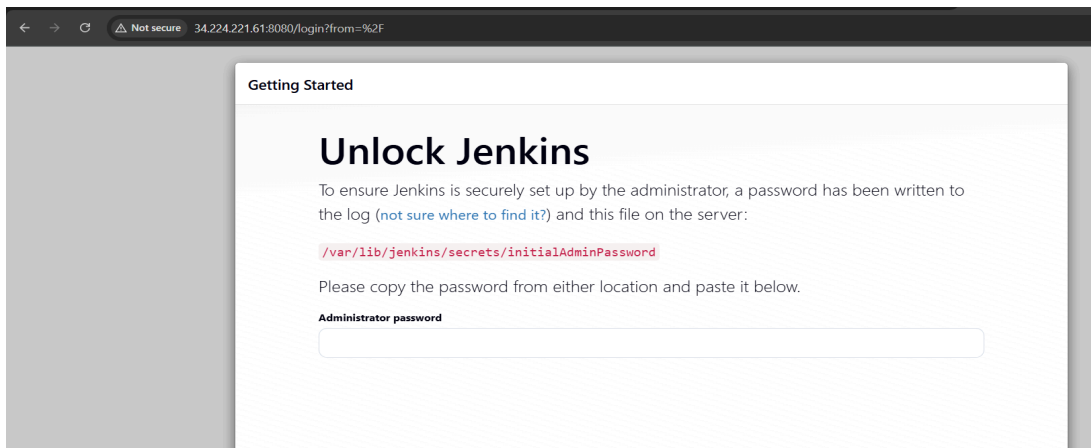 Not secure 34.224.221.61:8080/login?from=%2F
Getting Started
Unlock Jenkins
To ensure Jenkins is securely set up by the administrator, a password has been written to
the log (not sure where to find it?) and this file on the server:
/var/lib/jenkins/secrets/initialAdminPassword
Please copy the password from either location and paste it below.
Administrator password